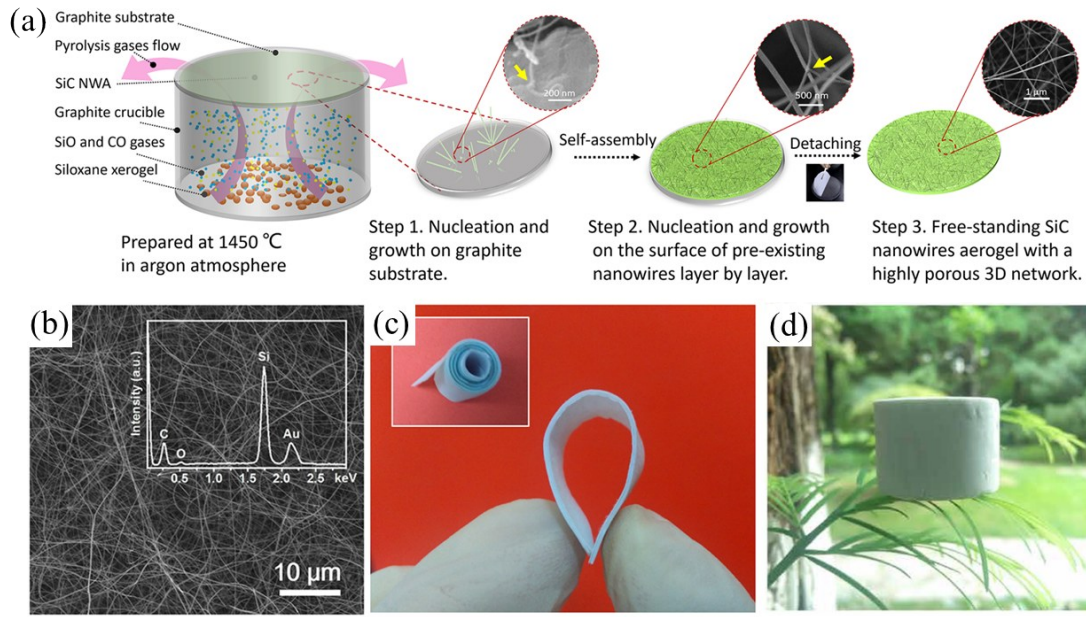 (a)
Graphite substrate
Pyrolysis gases flow
SiC NWA
Graphite crucible
SiO and CO gases
Siloxane xerogel
Prepared at 1450 ℃
in argon atmosphere
200 nm
Step 1. Nucleation and
growth on graphite
substrate.
Self-assembly
500 nm
Step 2. Nucleation and growth
on the surface of pre-existing
nanowires layer by layer.
Detaching
1 μm
Step 3. Free-standing SiC
nanowires aerogel with a
highly porous 3D network.
(b)
Intensity (a.u.)
C
O
Si
Au
0.5 1.0 1.5 2.0 2.5 keV
10 μm
(c)
(d)